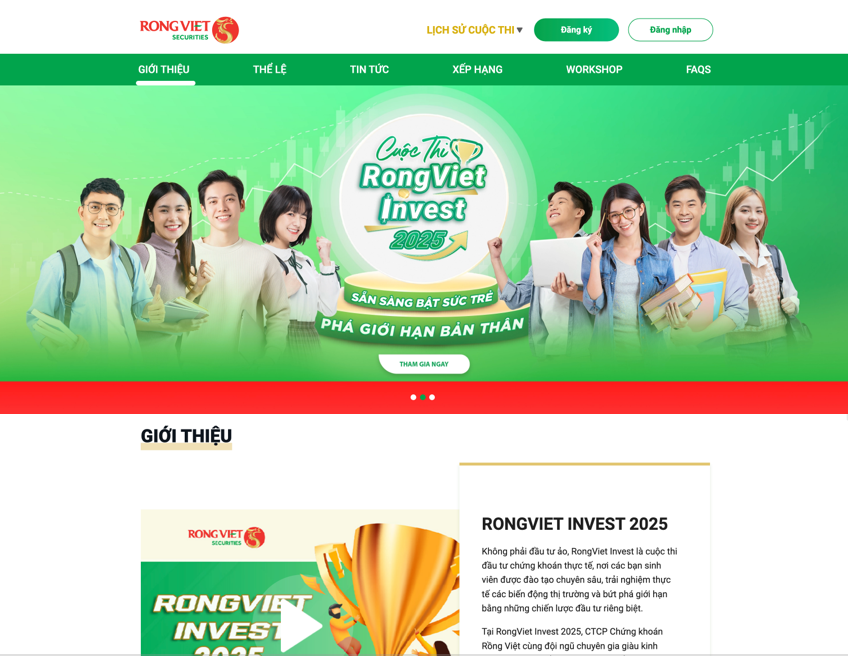 RONG VIET
SECURITIES
LỊCH SỬ CUỘC THI
Đăng ký
Đăng nhập
GIỚI THIỆU
THỂ LỆ
TIN TỨC
XẾP HẠNG
WORKSHOP
FAQS
Cuộc Thi
RongViet
Invest
2025
SẴN SÀNG BẬT SỨC TRẺ
PHÁ GIỚI HẠN BẢN THÂN
THAM GIA NGAY
GIỚI THIỆU
RONG VIET
SECURITIES
RONGVIET
INVEST
2025
RONGVIET INVEST 2025
Không phải đầu tư ảo, RongViet Invest là cuộc thi
đầu tư chứng khoán thực tế, nơi các bạn sinh
viên được đào tạo chuyên sâu, trải nghiệm thực
tế các biến động thị trường và bứt phá giới hạn
bằng những chiến lược đầu tư riêng biệt.
Tại RongViet Invest 2025, CTCP Chứng khoán
Rồng Việt cùng đội ngũ chuyên gia giàu kinh